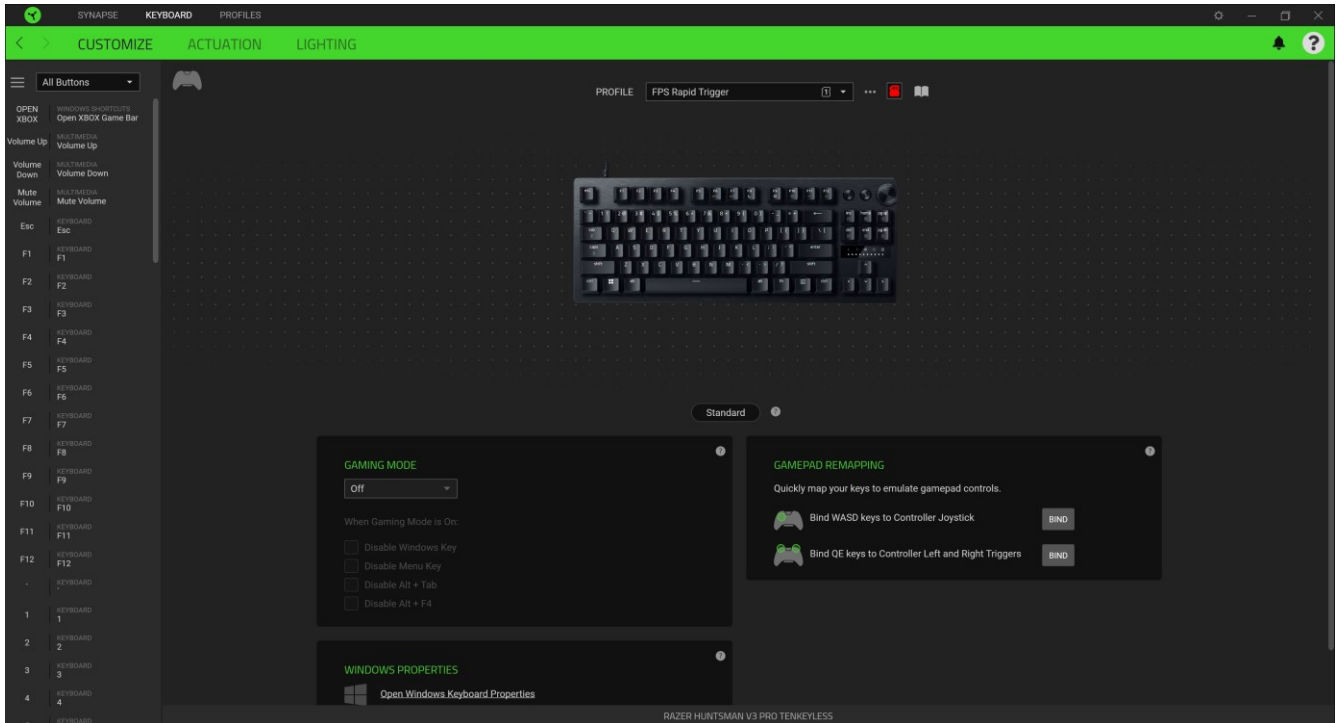 SYNAPSE KEYBOARD PROFILES
CUSTOMIZE ACTUATION LIGHTING
All Buttons
PROFILE FPS Rapid Trigger 1
OPEN XBOX
WINDOWS SHORTCUTS
Open XBOX Game Bar
Volume Up
MULTIMEDIA
Volume Up
Volume Down
MULTIMEDIA
Volume Down
Mute Volume
MULTIMEDIA
Mute Volume
Esc
KEYBOARD
Esc
F1
KEYBOARD
F1
F2
KEYBOARD
F2
F3
KEYBOARD
F3
F4
KEYBOARD
F4
F5
KEYBOARD
F5
F6
KEYBOARD
F6
F7
KEYBOARD
F7
F8
KEYBOARD
F8
F9
KEYBOARD
F9
F10
KEYBOARD
F10
F11
KEYBOARD
F11
F12
KEYBOARD
F12
`
KEYBOARD
`
1
KEYBOARD
1
2
KEYBOARD
2
3
KEYBOARD
3
4
KEYBOARD
4
KEYBOARD
Standard
GAMING MODE
Off
When Gaming Mode is On:
Disable Windows Key
Disable Menu Key
Disable Alt + Tab
Disable Alt + F4
GAMEPAD REMAPPING
Quickly map your keys to emulate gamepad controls.
Bind WASD keys to Controller Joystick BIND
Bind QE keys to Controller Left and Right Triggers BIND
WINDOWS PROPERTIES
Open Windows Keyboard Properties
RAZER HUNTSMAN V3 PRO TENKEYLESS